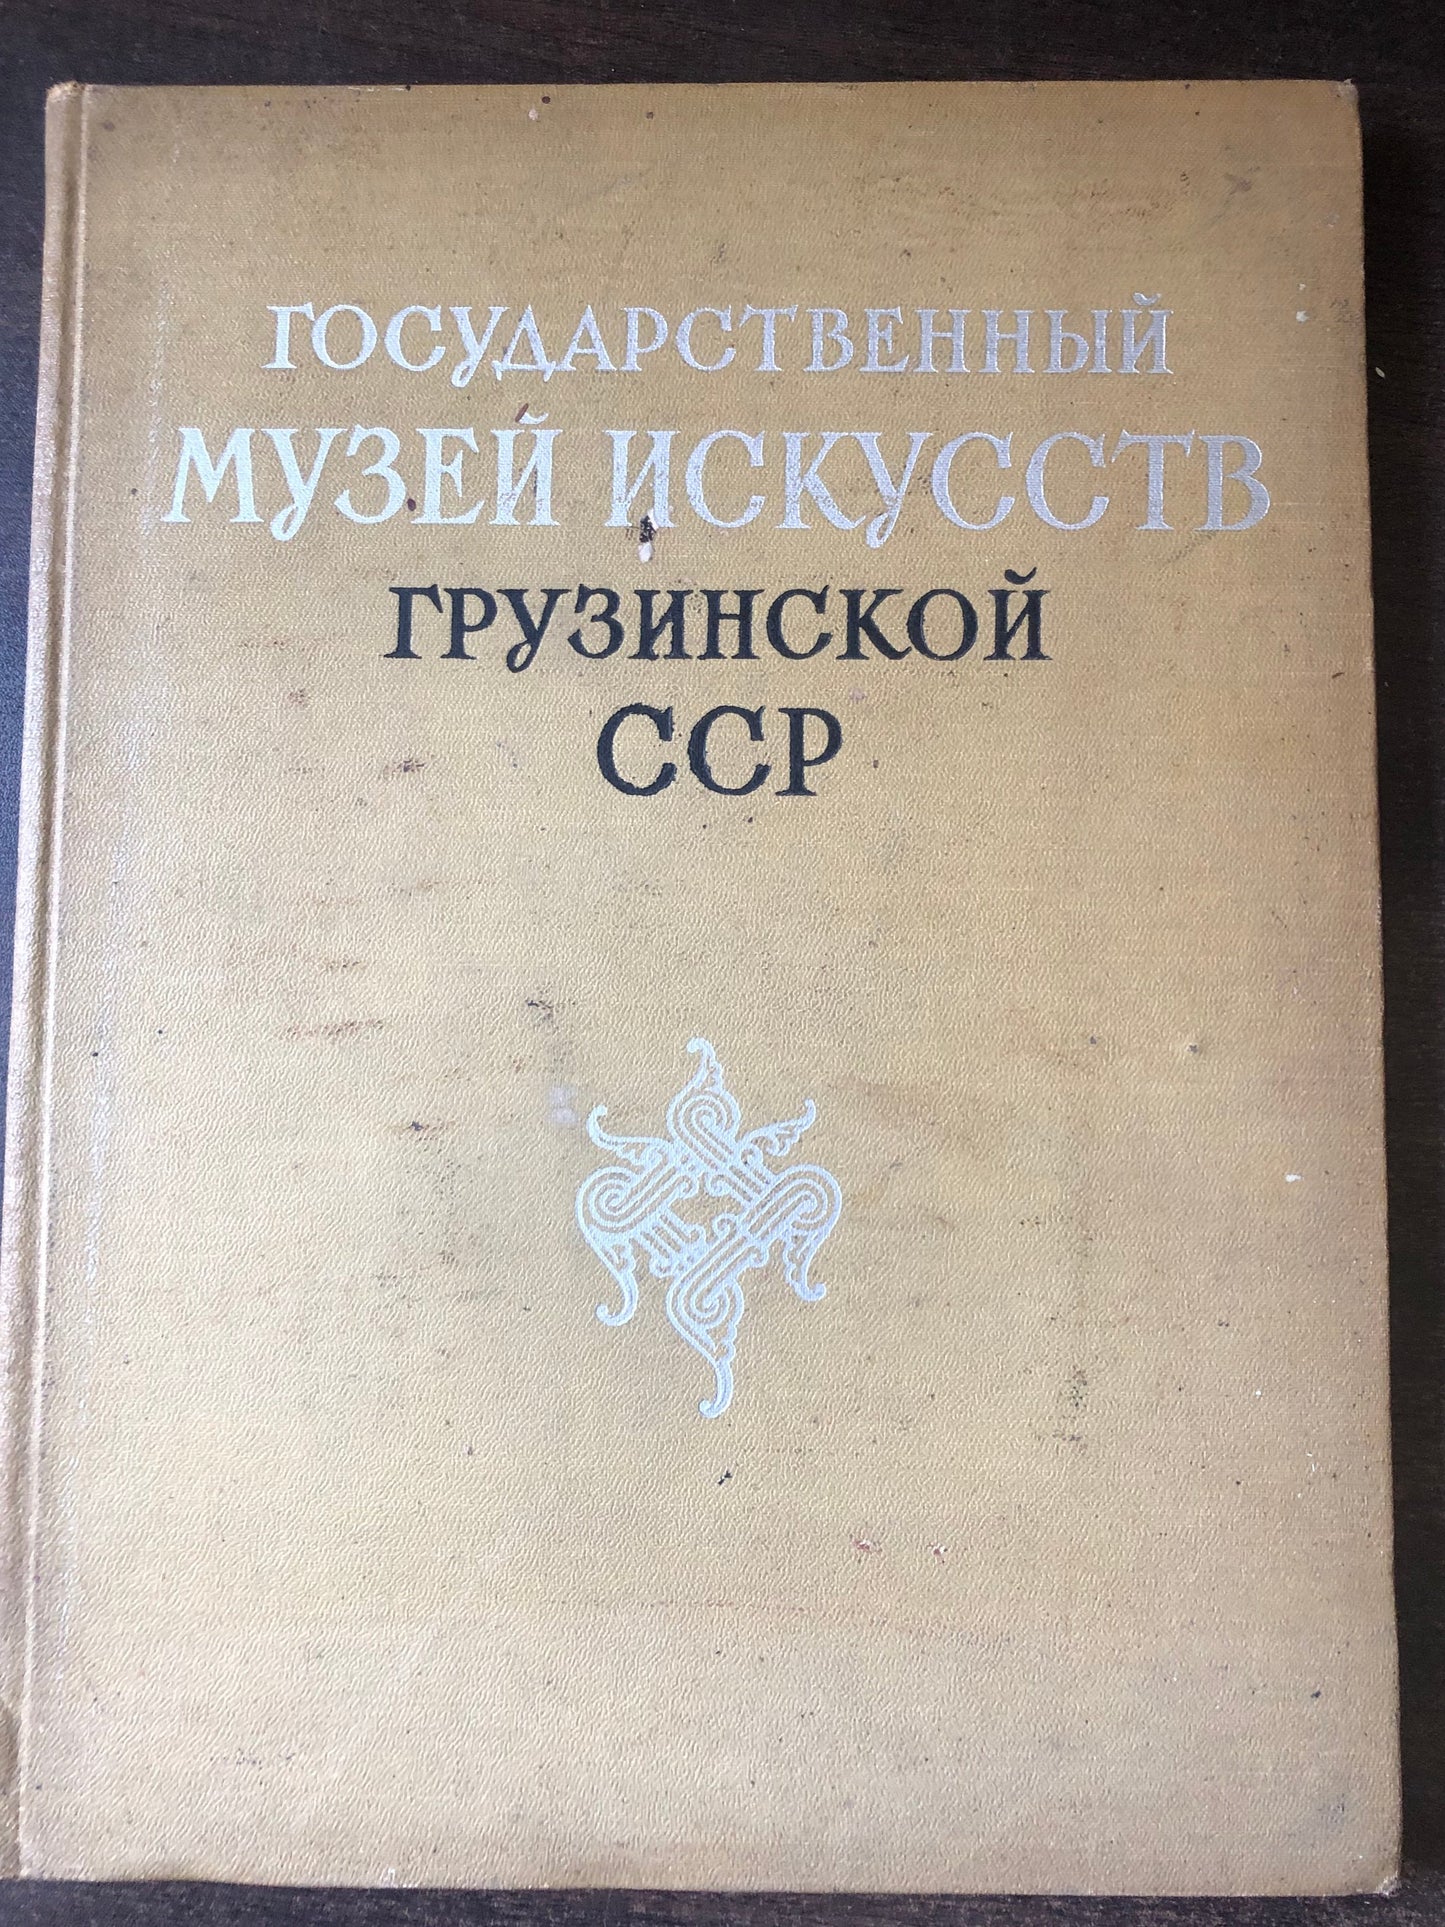 ГОСУДАРСТВЕННЫЙ
МУЗЕЙ ИСКУССТВ
ГРУЗИНСКОЙ
ССР